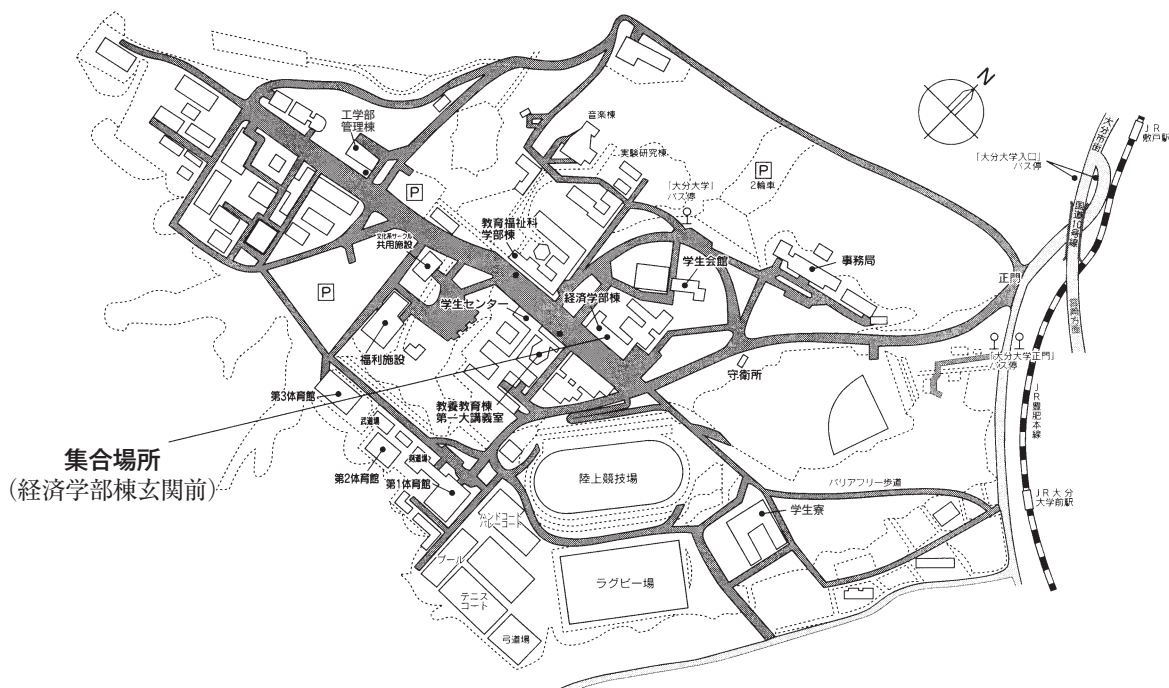 N
大分市街
JR
敷戸駅
「大分大学入口」
バス停
国道10号線
音楽棟
工学部
管理棟
実験研究棟
P
2輪車
P
「大分大学」
バス停
教育福祉科
学部棟
文化系サークル
共用施設
学生会館
事務局
正門
P
学生センター
経済学部棟
「大分大学正門」
バス停
福利施設
守衛所
第3体育館
教養教育棟
第一大講義室
JR豊肥本線
武道場
集合場所
(経済学部棟玄関前)
第2体育館
第1体育館
陸上競技場
バリアフリー歩道
JR大分
大学前駅
ハンドコート
バレーコート
学生寮
プール
ラグビー場
テニス
コート
弓道場